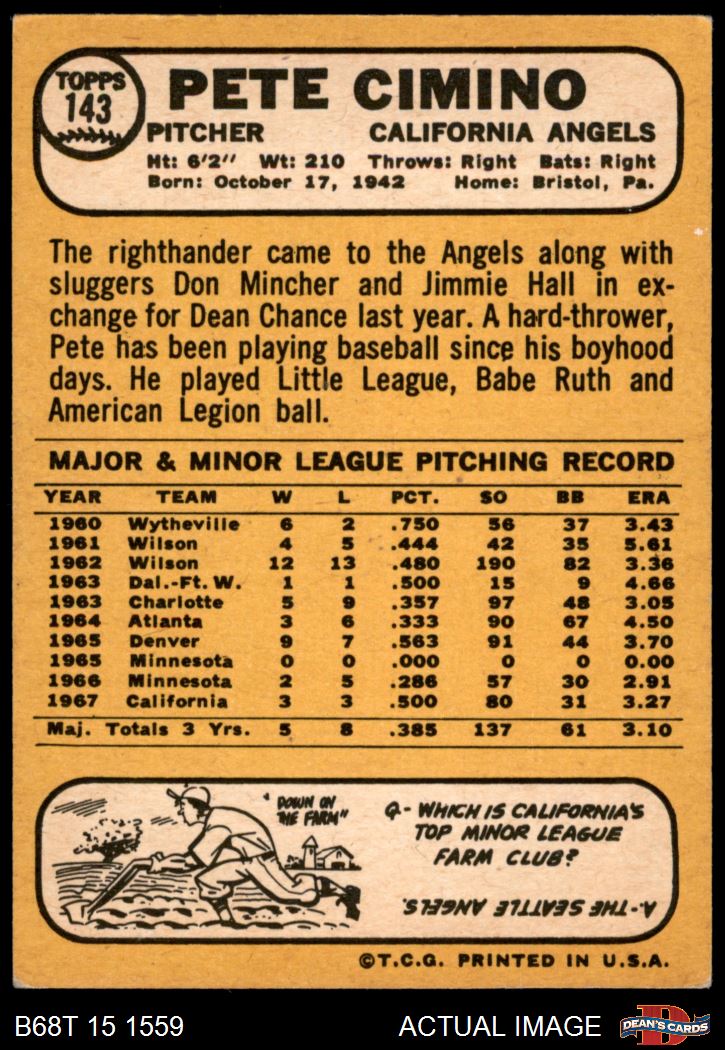 TOPPS
143
PETE CIMINO
PITCHER CALIFORNIA ANGELS
Ht: 6'2" Wt: 210 Throws: Right Bats: Right
Born: October 17, 1942 Home: Bristol, Pa.
The righthander came to the Angels along with
sluggers Don Mincher and Jimmie Hall in ex-
change for Dean Chance last year. A hard-thrower,
Pete has been playing baseball since his boyhood
days. He played Little League, Babe Ruth and
American Legion ball.
MAJOR & MINOR LEAGUE PITCHING RECORD
YEAR TEAM W L PCT. SO BB ERA
1960 Wytheville 6 2 .750 56 37 3.43
1961 Wilson 4 5 .444 42 35 5.61
1962 Wilson 12 13 .480 190 82 3.36
1963 Dal.-Ft. W. 1 1 .500 15 9 4.66
1963 Charlotte 5 9 .357 97 48 3.05
1964 Atlanta 3 6 .333 90 67 4.50
1965 Denver 9 7 .563 91 44 3.70
1965 Minnesota 0 0 .000 0 0 0.00
1966 Minnesota 2 5 .286 57 30 2.91
1967 California 3 3 .500 80 31 3.27
Maj. Totals 3 Yrs. 5 8 .385 137 61 3.10
"DOWN ON
THE FARM"
Q- WHICH IS CALIFORNIA'S
TOP MINOR LEAGUE
FARM CLUB?
A- THE SEATTLE ANGELS.
©T.C.G. PRINTED IN U.S.A.
B68T 15 1559 ACTUAL IMAGE
D
DEAN'S CARDS